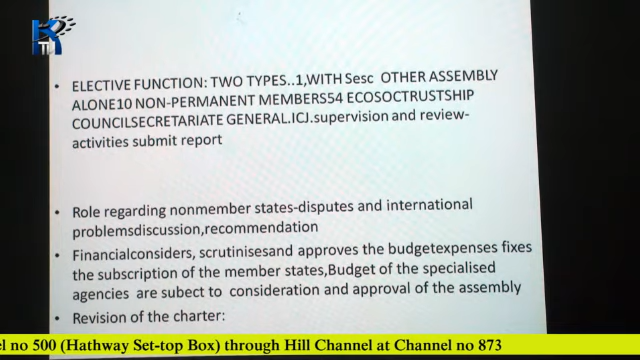 K
TV
• ELECTIVE FUNCTION: TWO TYPES..1,WITH Sesc OTHER ASSEMBLY
ALONE10 NON-PERMANENT MEMBERS54 ECOSOCTRUSTSHIP
COUNCILSECRETARIATE GENERAL.ICJ.supervision and review-
activities submit report
• Role regarding nonmember states-disputes and international
problemsdiscussion,recommendation
• Financialconsiders, scrutinisesand approves the budgetexpenses fixes
the subscription of the member states,Budget of the specialised
agencies are subect to consideration and approval of the assembly
• Revision of the charter:
el no 500 (Hathway Set-top Box) through Hill Channel at Channel no 873